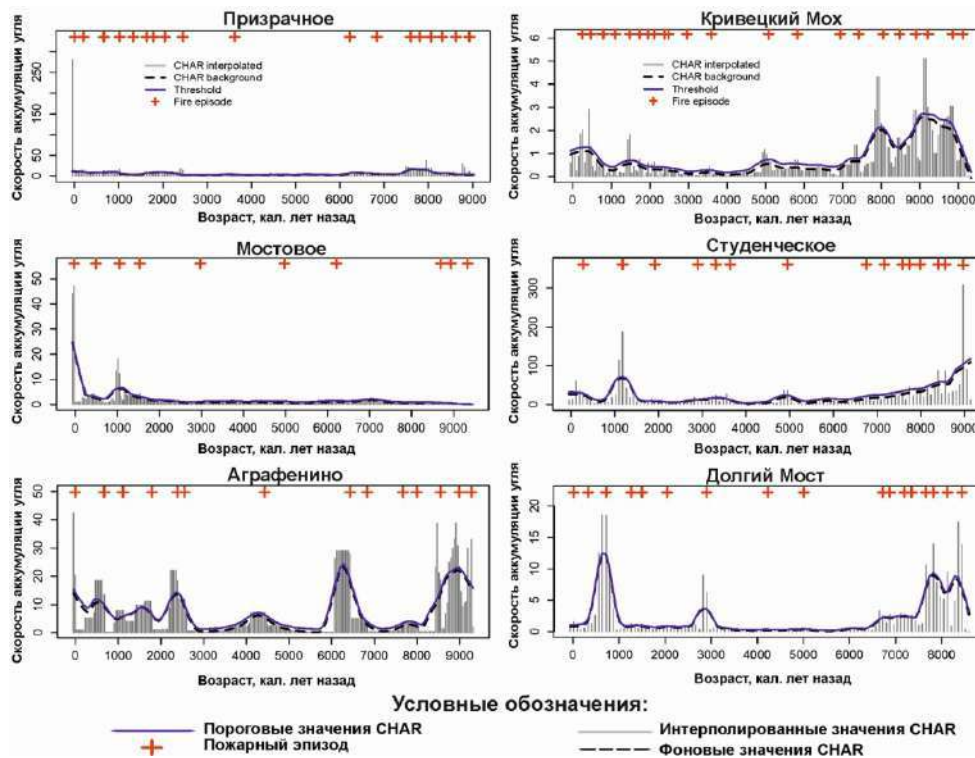 Призрачное
Скорость аккумуляции угля
250
150
50
0
CHAR interpolated
CHAR background
Threshold
Fire episode
0 1000 2000 3000 4000 5000 6000 7000 8000 9000
Возраст, кал. лет назад
Кривецкий Мох
Скорость аккумуляции угля
6
5
4
3
2
1
0
CHAR interpolated
CHAR background
Threshold
Fire episode
0 1000 2000 3000 4000 5000 6000 7000 8000 9000 10000
Возраст, кал. лет назад
Мостовое
Скорость аккумуляции угля
50
40
30
20
10
0
0 1000 2000 3000 4000 5000 6000 7000 8000 9000
Возраст, кал. лет назад
Студенческое
Скорость аккумуляции угля
300
200
100
0
0 1000 2000 3000 4000 5000 6000 7000 8000 9000
Возраст, кал. лет назад
Аграфенино
Скорость аккумуляции угля
50
40
30
20
10
0
0 1000 2000 3000 4000 5000 6000 7000 8000 9000
Возраст, кал. лет назад
Долгий Мост
Скорость аккумуляции угля
20
15
10
5
0
0 1000 2000 3000 4000 5000 6000 7000 8000
Возраст, кал. лет назад
Условные обозначения:
Пороговые значения CHAR
Интерполированные значения CHAR
Пожарный эпизод
Фоновые значения CHAR